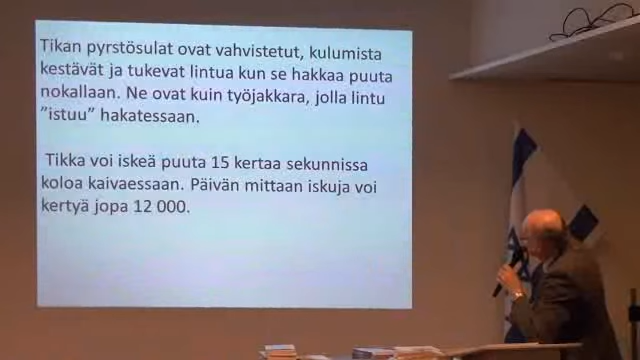 Tikan pyrstösulat ovat vahvistetut, kulumista
kestävät ja tukevat lintua kun se hakkaa puuta
nokallaan. Ne ovat kuin työjakkara, jolla lintu
”istuu” hakatessaan.
Tikka voi iskeä puuta 15 kertaa sekunnissa
koloa kaivaessaan. Päivän mittaan iskuja voi
kertyä jopa 12 000.